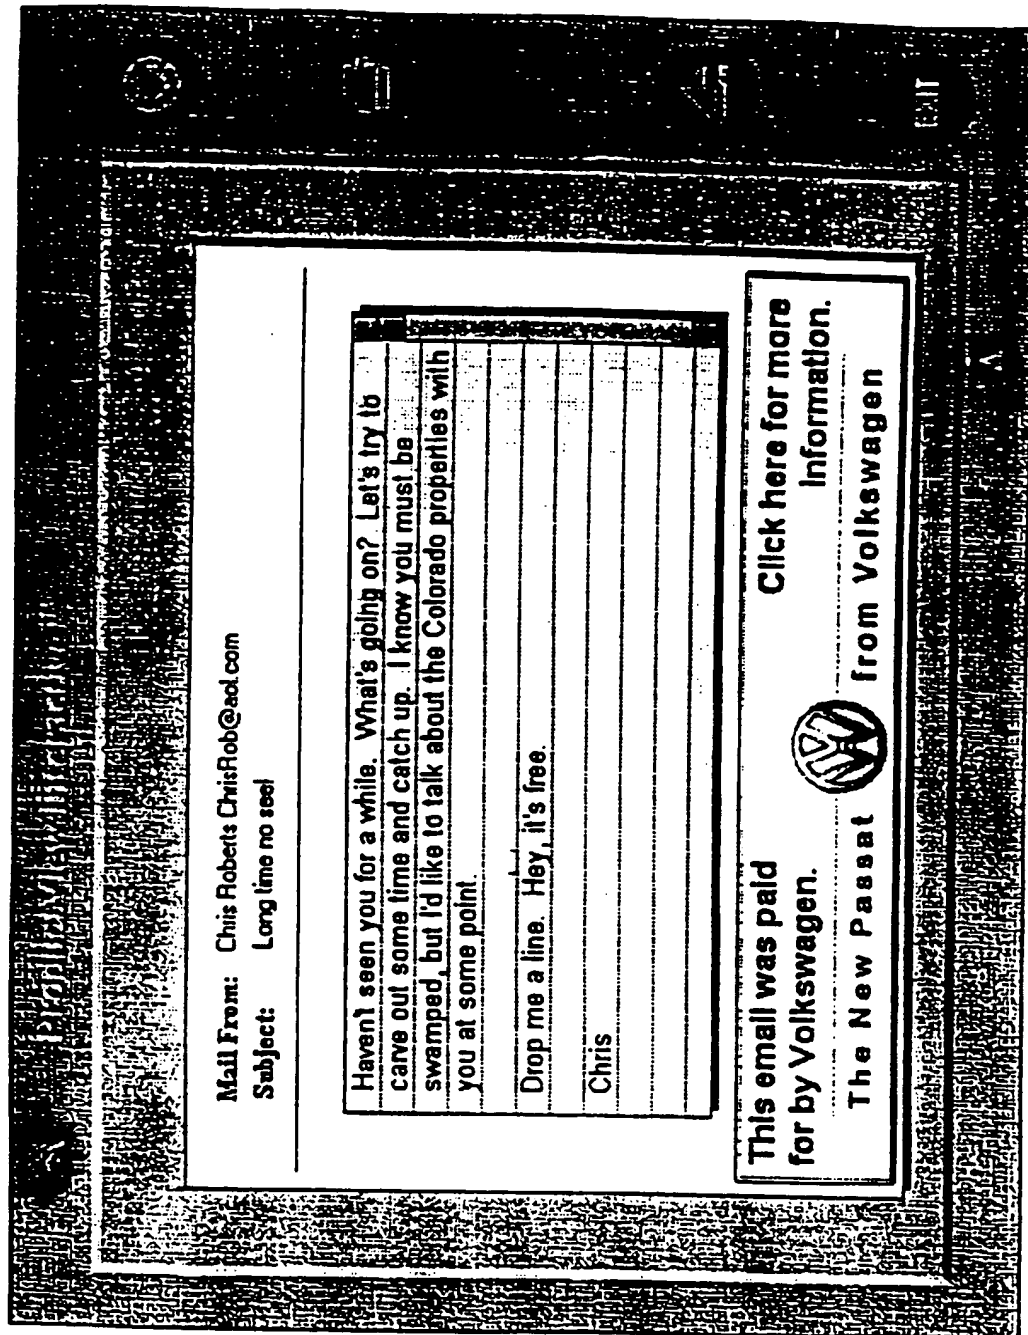 Mail From: Chris Roberts ChrisRob@aol.com
Subject: Long time no see!
Haven't seen you for a while. What's going on? Let's try to
carve out some time and catch up. I know you must be
swamped, but I'd like to talk about the Colorado properties with
you at some point.
Drop me a line. Hey, it's free.
Chris
This email was paid
for by Volkswagen.
Click here for more
Information.
The New Passat from Volkswagen
EXIT